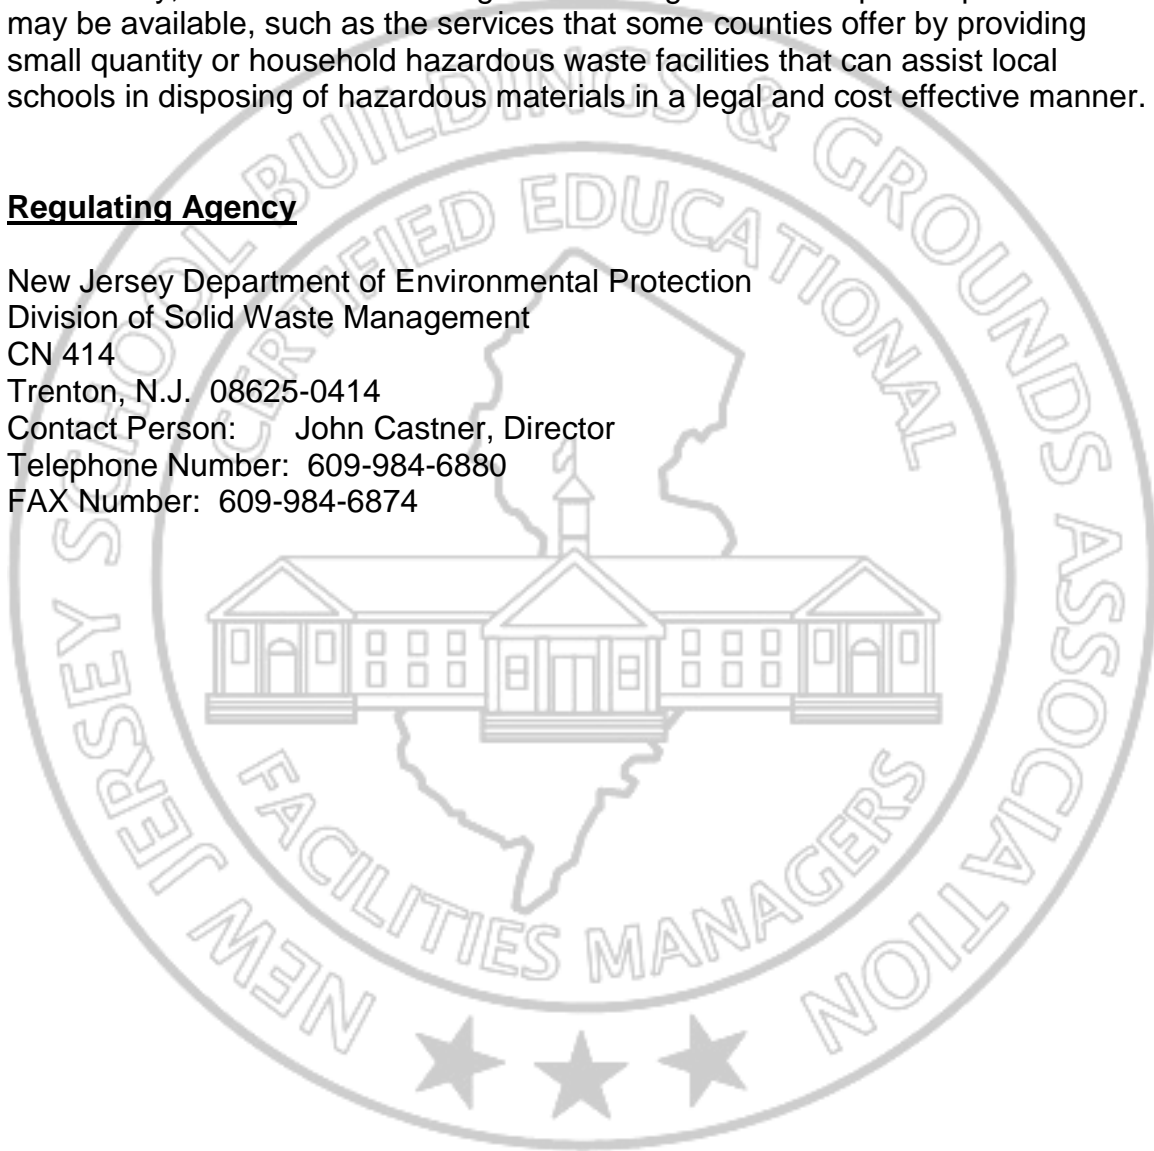 may be available, such as the services that some counties offer by providing
small quantity or household hazardous waste facilities that can assist local
schools in disposing of hazardous materials in a legal and cost effective manner.
Regulating Agency
New Jersey Department of Environmental Protection
Division of Solid Waste Management
CN 414
Trenton, N.J.  08625-0414
Contact Person:       John Castner, Director
Telephone Number:  609-984-6880
FAX Number:  609-984-6874
NEW JERSEY SCHOOL BUILDINGS & GROUNDS ASSOCIATION
CERTIFIED EDUCATIONAL
FACILITIES MANAGERS